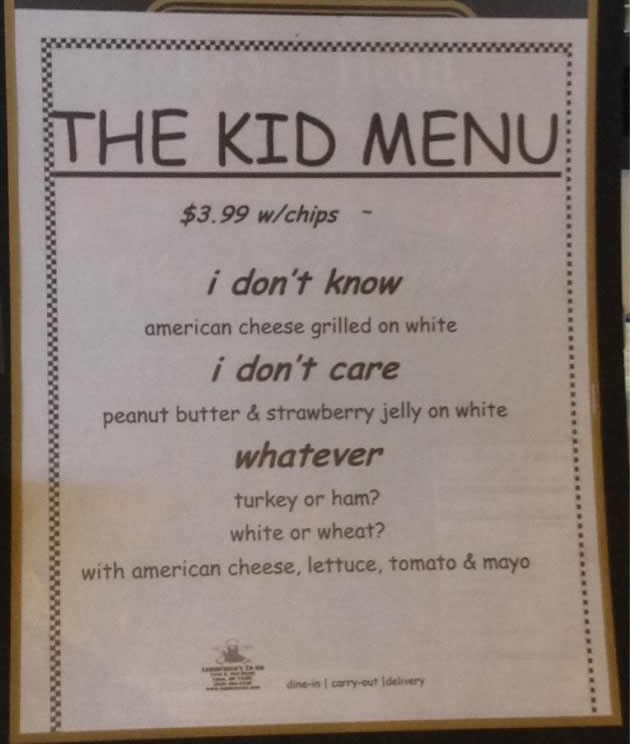 THE KID MENU
$3.99 w/chips ~
i don't know
american cheese grilled on white
i don't care
peanut butter & strawberry jelly on white
whatever
turkey or ham?
white or wheat?
with american cheese, lettuce, tomato & mayo
dine-in | carry-out |delivery